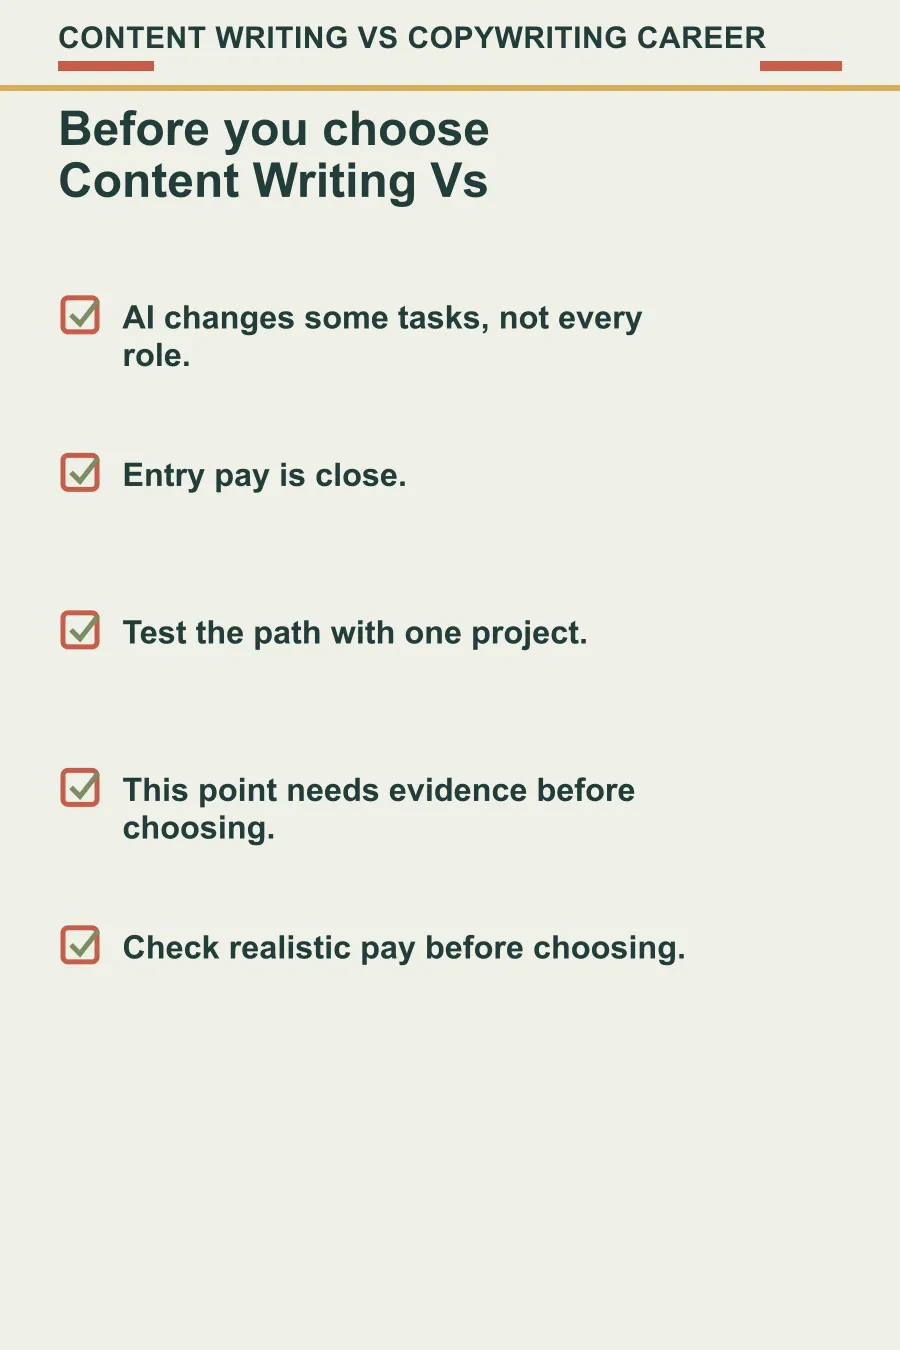 CONTENT WRITING VS COPYWRITING CAREER
Before you choose
Content Writing Vs
AI changes some tasks, not every
role.
Entry pay is close.
Test the path with one project.
This point needs evidence before
choosing.
Check realistic pay before choosing.